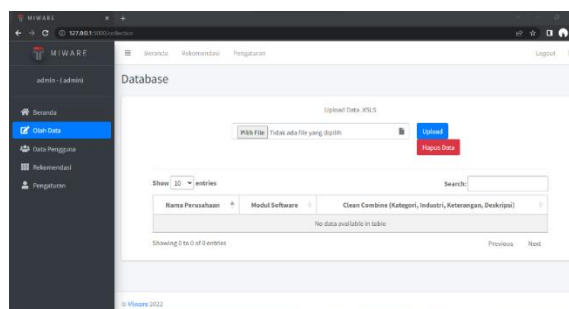 MIWARE
127.0.0.1:5000/collection
MIWARE
Beranda Rekomendasi Pengaturan
Logout
admin - (admin)
Database
Beranda
Olah Data
Data Pengguna
Rekomendasi
Pengaturan
Upload Data .XSLS
Pilih File Tidak ada file yang dipilih
Upload
Hapus Data
Show 10 entries
Search:
Nama Perusahaan Modul Software Clean Combine (Kategori, Industri, Keterangan, Deskripsi)
No data available in table
Showing 0 to 0 of 0 entries
Previous Next
© Miware 2022